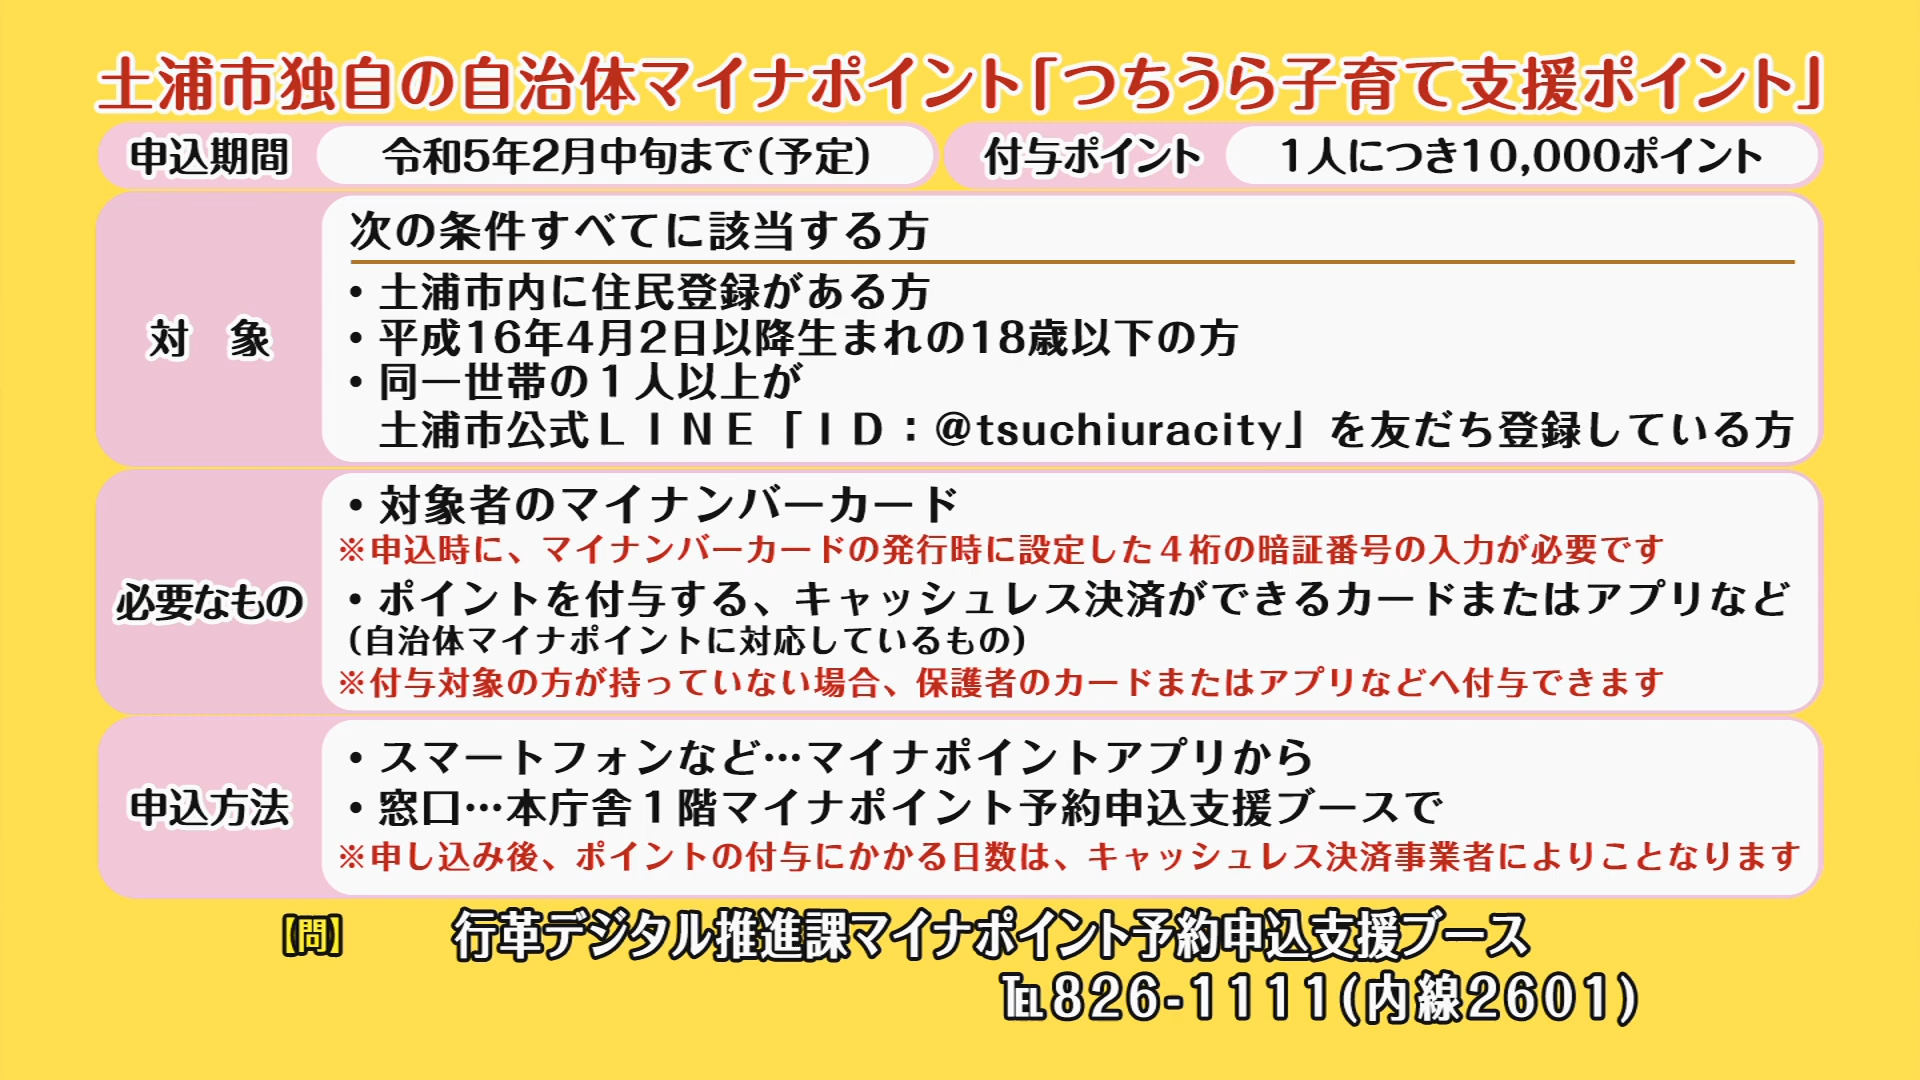 土浦市独自の自治体マイナポイント「つちうら子育て支援ポイント」
申込期間 令和5年2月中旬まで(予定) 付与ポイント 1人につき10,000ポイント
対　象
次の条件すべてに該当する方
・土浦市内に住民登録がある方
・平成16年4月2日以降生まれの18歳以下の方
・同一世帯の１人以上が
土浦市公式ＬＩＮＥ「ＩＤ：@tsuchiuracity」を友だち登録している方
必要なもの
・対象者のマイナンバーカード
※申込時に、マイナンバーカードの発行時に設定した４桁の暗証番号の入力が必要です
・ポイントを付与する、キャッシュレス決済ができるカードまたはアプリなど
(自治体マイナポイントに対応しているもの)
※付与対象の方が持っていない場合、保護者のカードまたはアプリなどへ付与できます
申込方法
・スマートフォンなど…マイナポイントアプリから
・窓口…本庁舎１階マイナポイント予約申込支援ブースで
※申し込み後、ポイントの付与にかかる日数は、キャッシュレス決済事業者によりことなります
【問】 行革デジタル推進課マイナポイント予約申込支援ブース
℡826-1111(内線2601)